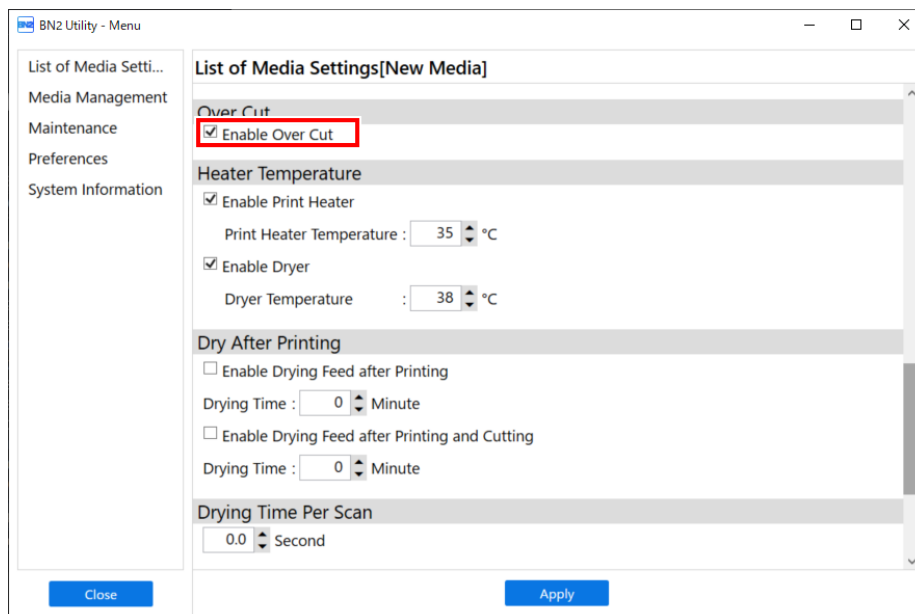 BN2 BN2 Utility - Menu
List of Media Setti...
Media Management
Maintenance
Preferences
System Information
Close
List of Media Settings[New Media]
Over Cut
Enable Over Cut
Heater Temperature
Enable Print Heater
Print Heater Temperature : 35 °C
Enable Dryer
Dryer Temperature : 38 °C
Dry After Printing
Enable Drying Feed after Printing
Drying Time : 0 Minute
Enable Drying Feed after Printing and Cutting
Drying Time : 0 Minute
Drying Time Per Scan
0.0 Second
Apply